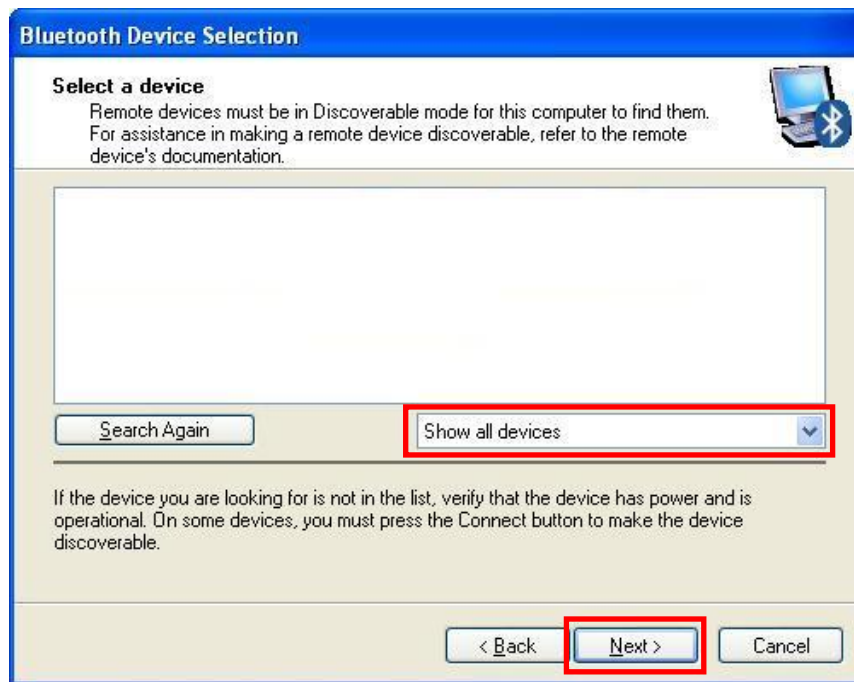 Bluetooth Device Selection
Select a device
Remote devices must be in Discoverable mode for this computer to find them.
For assistance in making a remote device discoverable, refer to the remote
device's documentation.
Search Again
Show all devices
If the device you are looking for is not in the list, verify that the device has power and is
operational. On some devices, you must press the Connect button to make the device
discoverable.
< Back
Next >
Cancel